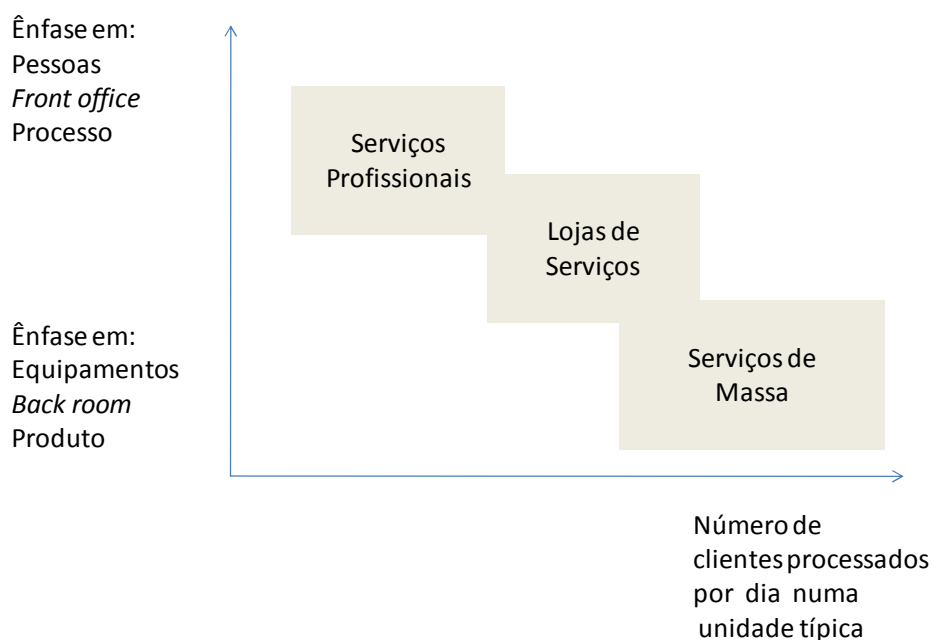 Ênfase em:
Pessoas
Front office
Processo
Serviços
Profissionais
Lojas de
Serviços
Ênfase em:
Equipamentos
Back room
Produto
Serviços de
Massa
Número de
clientes processados
por dia numa
unidade típica